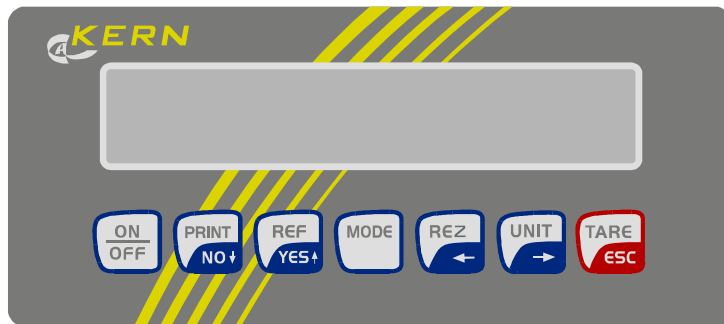 KERN
ON
OFF
PRINT
NO
REF
YES
MODE
REZ
UNIT
TARE
ESC